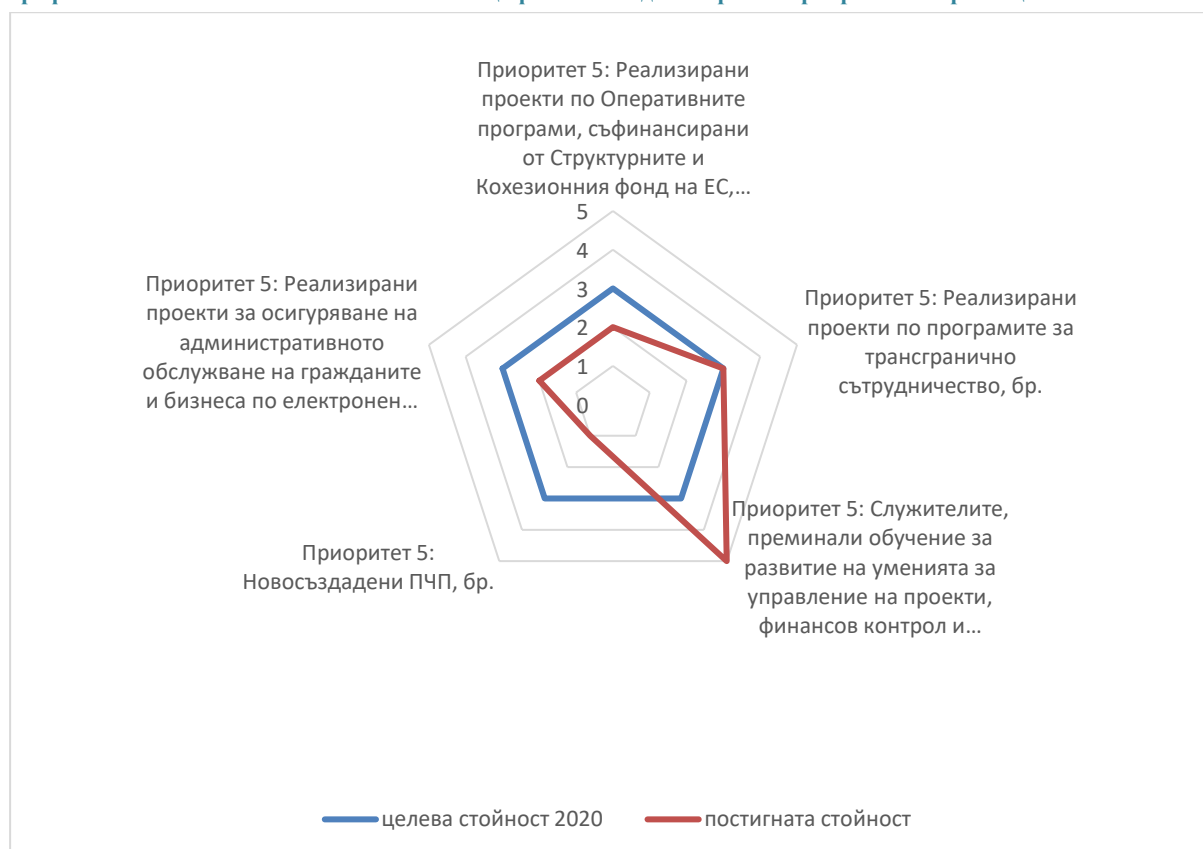 Приоритет 5: Реализирани
проекти по Оперативните
програми, съфинансирани
от Структурните и
Кохезионния фонд на ЕС,...
5
4
3
2
1
0
Приоритет 5: Реализирани
проекти по програмите за
трансгранично
сътрудничество, бр.
Приоритет 5: Служителите,
преминали обучение за
развитие на уменията за
управление на проекти,
финансов контрол и...
Приоритет 5:
Новосъздадени ПЧП, бр.
Приоритет 5: Реализирани
проекти за осигуряване на
административното
обслужване на гражданите
и бизнеса по електронен...
целева стойност 2020
постигната стойност